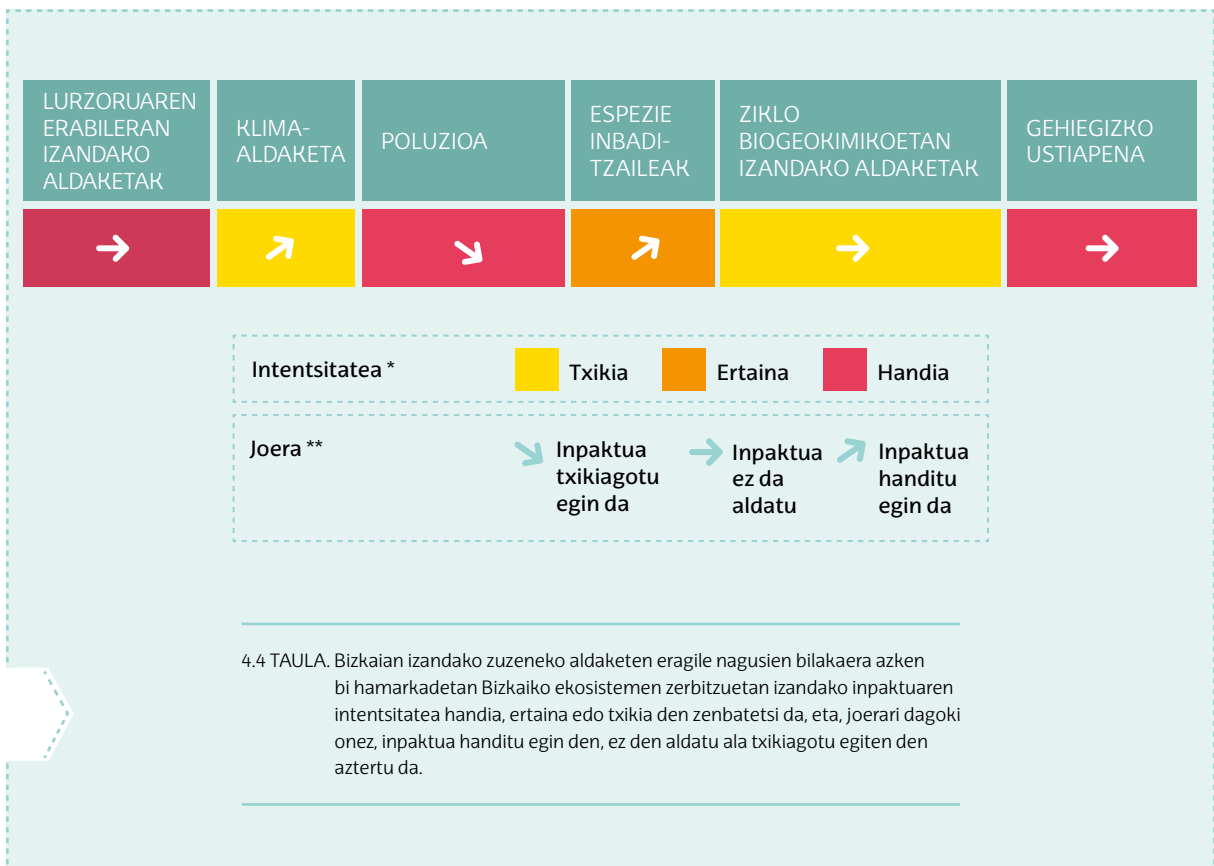 LURZORUAREN
ERABILERAN
IZANDAKO
ALDAKETAK
KLIMA-
ALDAKETA
POLUZIOA
ESPEZIE
INBADI-
TZAILEAK
ZIKLO
BIOGEOKIMIKOETAN
IZANDAKO ALDAKETAK
GEHIEGIZKO
USTIAPENA
Intentsitatea *
Txikia
Ertaina
Handia
Joera **
Inpaktua
txikiagotu
egin da
Inpaktua
ez da
aldatu
Inpaktua
handitu
egin da
4.4 TAULA. Bizkaian izandako zuzeneko aldaketen eragile nagusien bilakaera azken
bi hamarkadetan Bizkaiko ekosistemen zerbitzuetan izandako inpaktuaren
intentsitatea handia, ertaina edo txikia den zenbatetsi da, eta, joerari dagoki
onez, inpaktua handitu egin den, ez den aldatu ala txikiagotu egiten den
aztertu da.